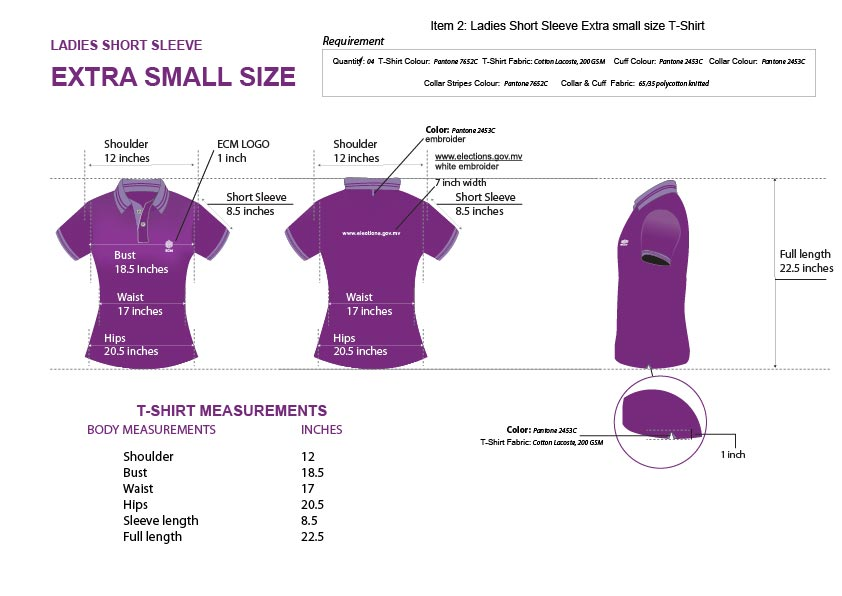 Item 2: Ladies Short Sleeve Extra small size T-Shirt
LADIES SHORT SLEEVE
EXTRA SMALL SIZE
Requirement
Quantity: 04 T-Shirt Colour: Pantone 7652C T-Shirt Fabric: Cotton Lacoste, 200 GSM Cuff Colour: Pantone 2453C Collar Colour: Pantone 2453C
Collar Stripes Colour: Pantone 7652C Collar & Cuff Fabric: 65/35 polycotton knitted
Shoulder
12 inches
ECM LOGO
1 inch
Short Sleeve
8.5 inches
Bust
18.5 inches
Waist
17 inches
Hips
20.5 inches
ECM
Shoulder
12 inches
Color: Pantone 2453C
embroider
www.elections.gov.mv
white embroider
7 inch width
Short Sleeve
8.5 inches
www.elections.gov.mv
Waist
17 inches
Hips
20.5 inches
Full length
22.5 inches
Color: Pantone 2453C
T-Shirt Fabric: Cotton Lacoste, 200 GSM
1 inch
T-SHIRT MEASUREMENTS
BODY MEASUREMENTS INCHES
Shoulder 12
Bust 18.5
Waist 17
Hips 20.5
Sleeve length 8.5
Full length 22.5